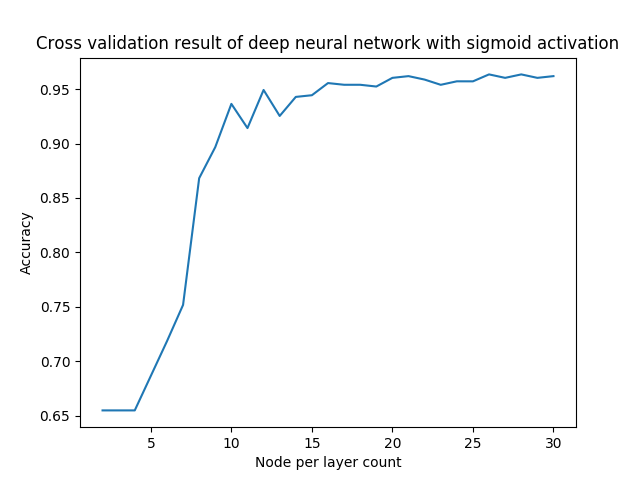 Cross validation result of deep neural network with sigmoid activation
0.95
0.90
0.85
0.80
0.75
0.70
0.65
Accuracy
5 10 15 20 25 30
Node per layer count